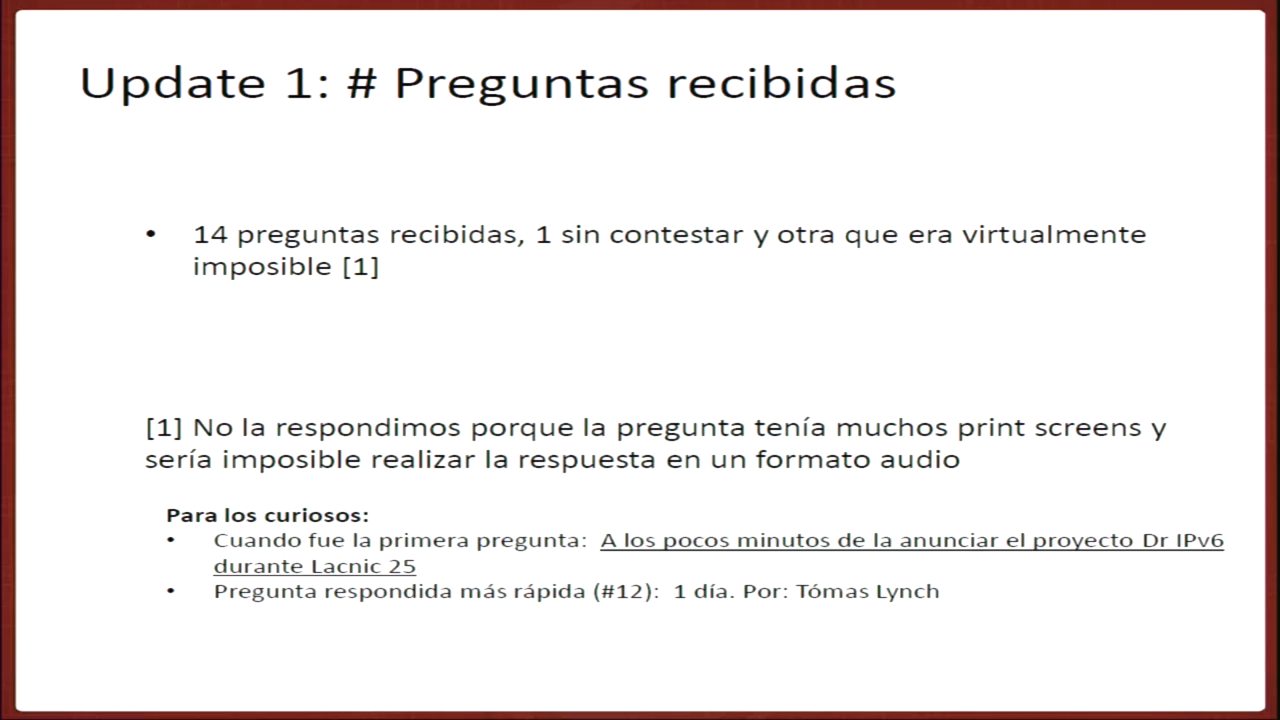 Update 1: # Preguntas recibidas
• 14 preguntas recibidas, 1 sin contestar y otra que era virtualmente
imposible [1]
[1] No la respondimos porque la pregunta tenía muchos print screens y
sería imposible realizar la respuesta en un formato audio
Para los curiosos:
• Cuando fue la primera pregunta: A los pocos minutos de la anunciar el proyecto Dr IPv6
durante Lacnic 25
• Pregunta respondida más rápida (#12): 1 día. Por: Tómas Lynch